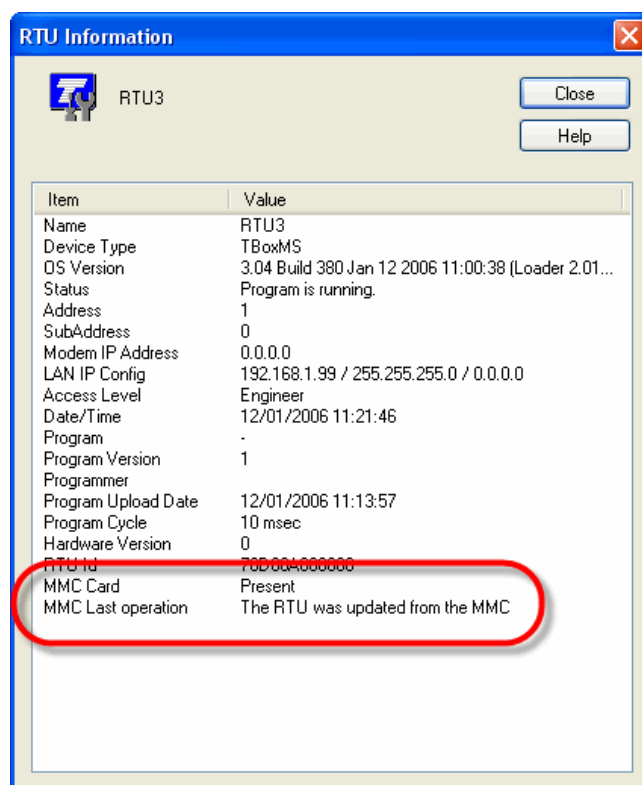 RTU Information
RTU3
Close
Help
Item Value
Name RTU3
Device Type TBoxMS
OS Version 3.04 Build 380 Jan 12 2006 11:00:38 (Loader 2.01...
Status Program is running.
Address 1
SubAddress 0
Modem IP Address 0.0.0.0
LAN IP Config 192.168.1.99 / 255.255.255.0 / 0.0.0.0
Access Level Engineer
Date/Time 12/01/2006 11:21:46
Program -
Program Version 1
Programmer
Program Upload Date 12/01/2006 11:13:57
Program Cycle 10 msec
Hardware Version 0
RTU Id
MMC Card Present
MMC Last operation The RTU was updated from the MMC